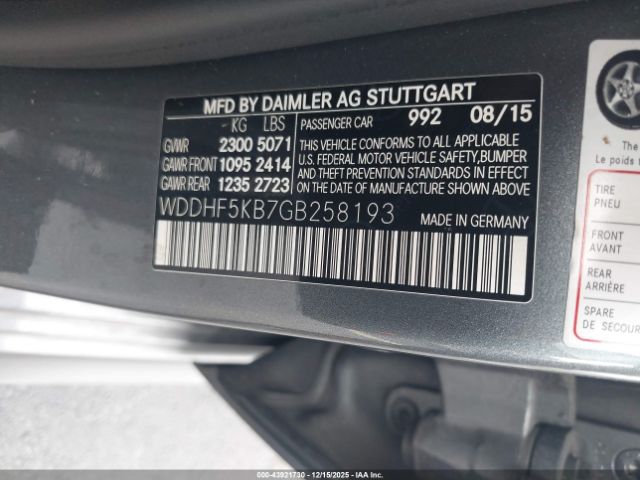 MFD BY DAIMLER AG STUTTGART
KG LBS
PASSENGER CAR 992 08/15
GVWR 2300 5071
GAWR FRONT 1095 2414
GAWR REAR 1235 2723
THIS VEHICLE CONFORMS TO ALL APPLICABLE
U.S. FEDERAL MOTOR VEHICLE SAFETY, BUMPER
AND THEFT PREVENTION STANDARDS IN EFFECT
ON THE DATE OF MANUFACTURE SHOWN ABOVE.
WDDHF5KB7GB258193
MADE IN GERMANY
The
Le poids t
TIRE
PNEU
FRONT
AVANT
REAR
ARRIÈRE
SPARE
DE SECOUR
000-43921730 - 12/15/2025 - IAAI.COM